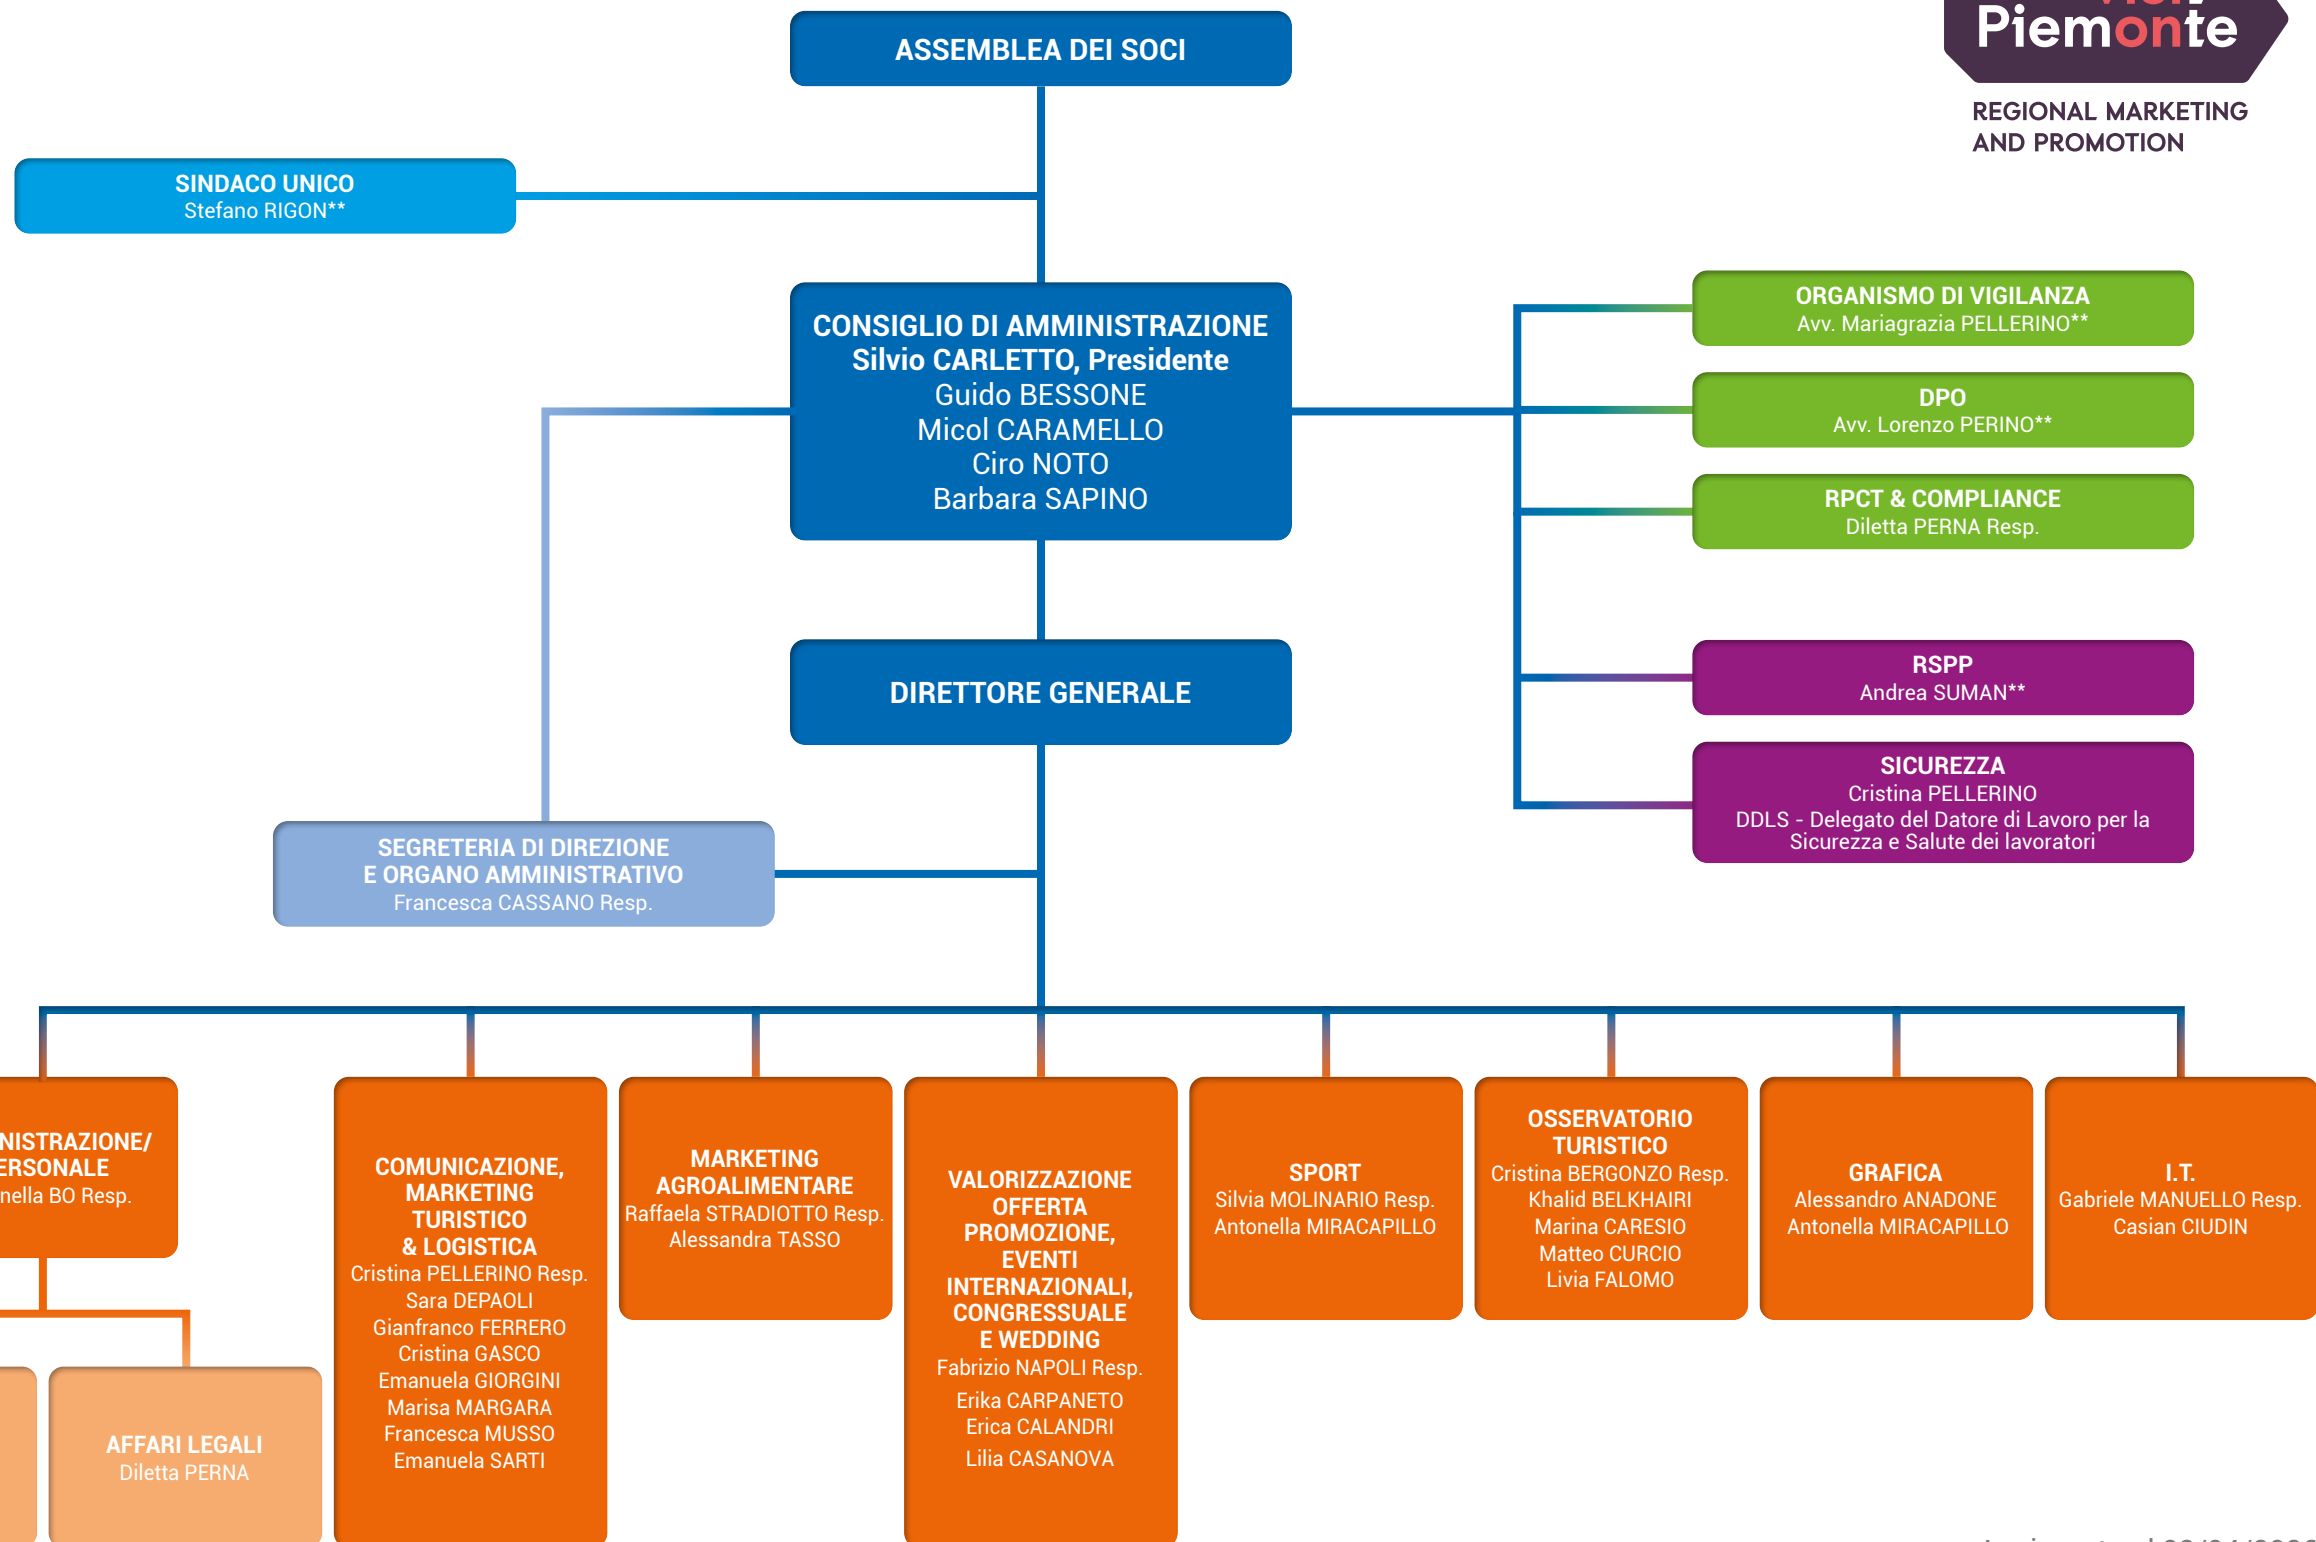 ASSEMBLEA DEI SOCI
Piemonte
REGIONAL MARKETING
AND PROMOTION
SINDACO UNICO
Stefano RIGON**
CONSIGLIO DI AMMINISTRAZIONE
Silvio CARLETTO, Presidente
Guido BESSONE
Micol CARAMELLO
Ciro NOTO
Barbara SAPINO
ORGANISMO DI VIGILANZA
Avv. Mariagrazia PELLERINO**
DPO
Avv. Lorenzo PERINO**
RPCT & COMPLIANCE
Diletta PERNA Resp.
RSPP
Andrea SUMAN**
SICUREZZA
Cristina PELLERINO
DDLS - Delegato del Datore di Lavoro per la
Sicurezza e Salute dei lavoratori
DIRETTORE GENERALE
SEGRETERIA DI DIREZIONE
E ORGANO AMMINISTRATIVO
Francesca CASSANO Resp.
NISTRAZIONE/
ERSONALE
nella BO Resp.
AFFARI LEGALI
Diletta PERNA
COMUNICAZIONE,
MARKETING
TURISTICO
& LOGISTICA
Cristina PELLERINO Resp.
Sara DEPAOLI
Gianfranco FERRERO
Cristina GASCO
Emanuela GIORGINI
Marisa MARGARA
Francesca MUSSO
Emanuela SARTI
MARKETING
AGROALIMENTARE
Raffaela STRADIOTTO Resp.
Alessandra TASSO
VALORIZZAZIONE
OFFERTA
PROMOZIONE,
EVENTI
INTERNAZIONALI,
CONGRESSUALE
E WEDDING
Fabrizio NAPOLI Resp.
Erika CARPANETO
Erica CALANDRI
Lilia CASANOVA
SPORT
Silvia MOLINARIO Resp.
Antonella MIRACAPILLO
OSSERVATORIO
TURISTICO
Cristina BERGONZO Resp.
Khalid BELKHAIRI
Marina CARESIO
Matteo CURCIO
Livia FALOMO
GRAFICA
Alessandro ANADONE
Antonella MIRACAPILLO
I.T.
Gabriele MANUELLO Resp.
Casian CIUDIN